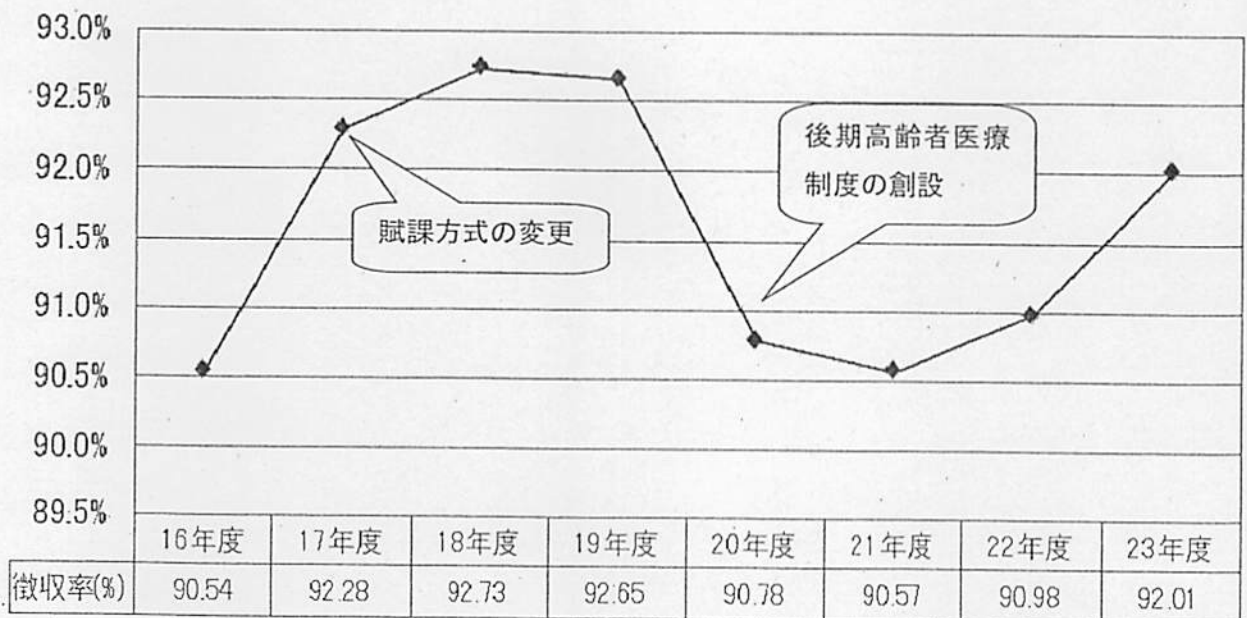 93.0%
92.5%
92.0%
91.5%
91.0%
90.5%
90.0%
89.5%
賦課方式の変更
後期高齢者医療
制度の創設
16年度 17年度 18年度 19年度 20年度 21年度 22年度 23年度
徴収率(%) 90.54 92.28 92.73 92.65 90.78 90.57 90.98 92.01